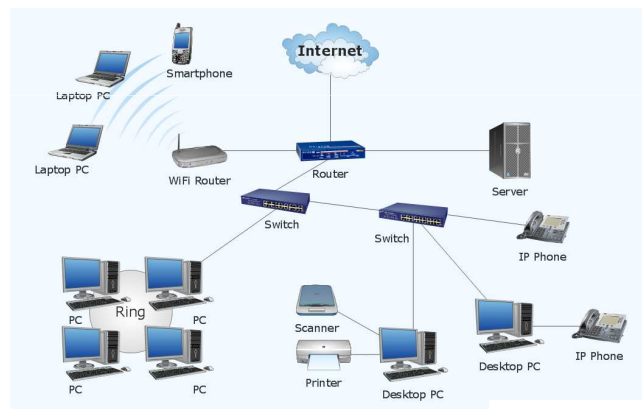 Internet
Smartphone
Laptop PC
Laptop PC
WiFi Router
Router
Server
Switch
Switch
IP Phone
PC
PC
Ring
Scanner
PC
PC
Printer
Desktop PC
Desktop PC
IP Phone